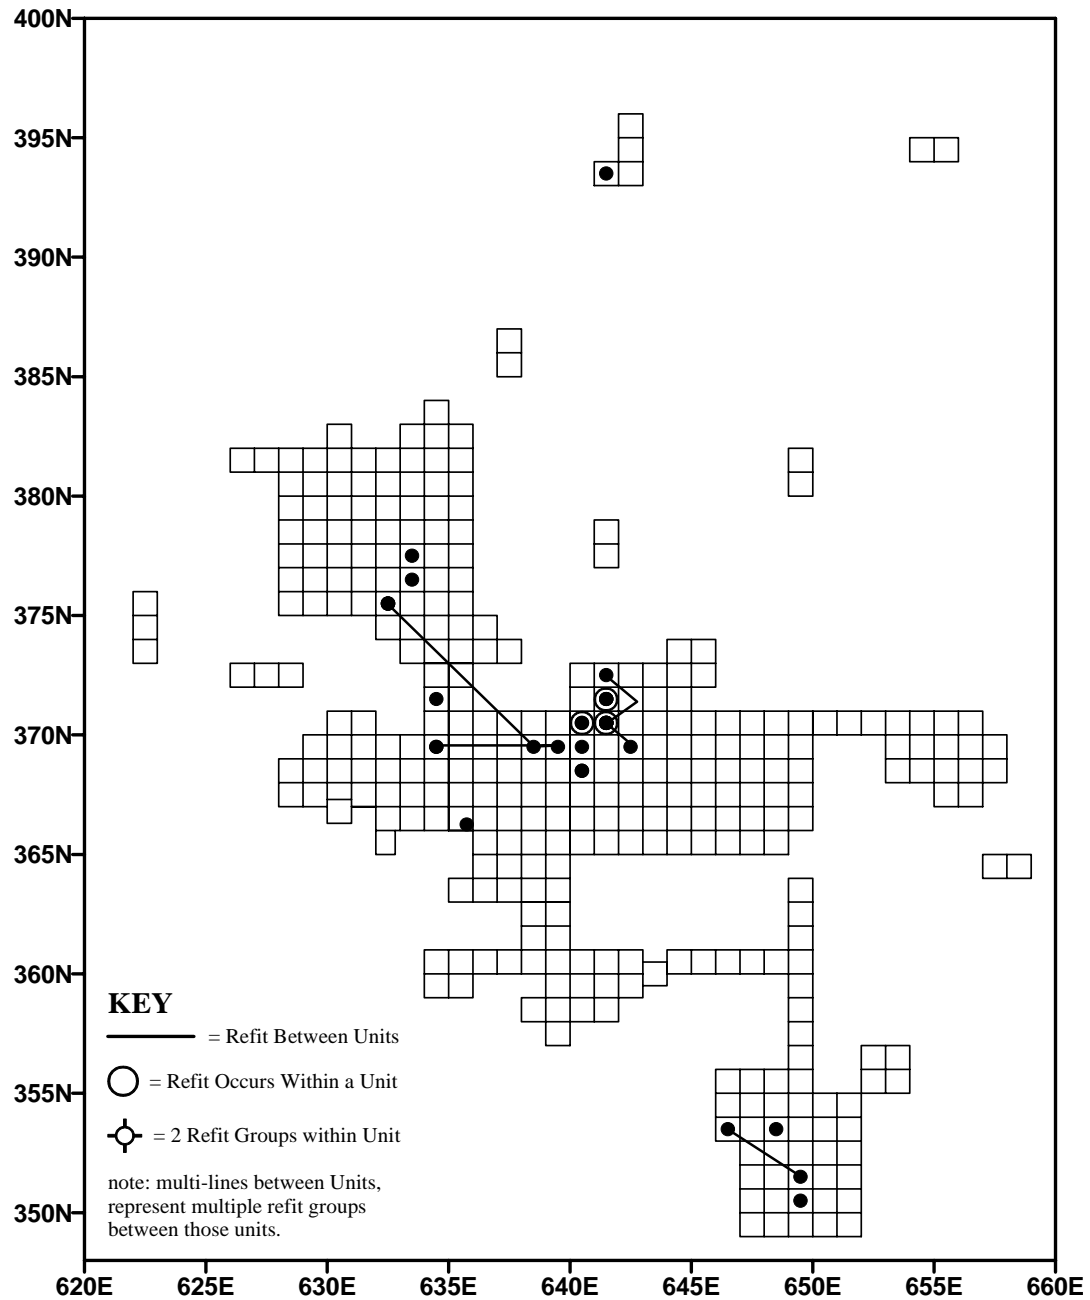 400N
395N
390N
385N
380N
375N
370N
365N
360N
355N
350N
KEY
= Refit Between Units
= Refit Occurs Within a Unit
= 2 Refit Groups within Unit
note: multi-lines between Units,
represent multiple refit groups
between those units.
620E 625E 630E 635E 640E 645E 650E 655E 660E